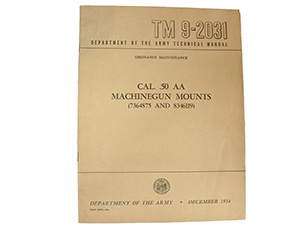 TM 9-2031
DEPARTMENT OF THE ARMY TECHNICAL MANUAL
ORDNANCE MAINTENANCE
CAL .50 AA
MACHINEGUN MOUNTS
(7364875 AND 8346119)
DEPARTMENT OF THE ARMY • DECEMBER 1954